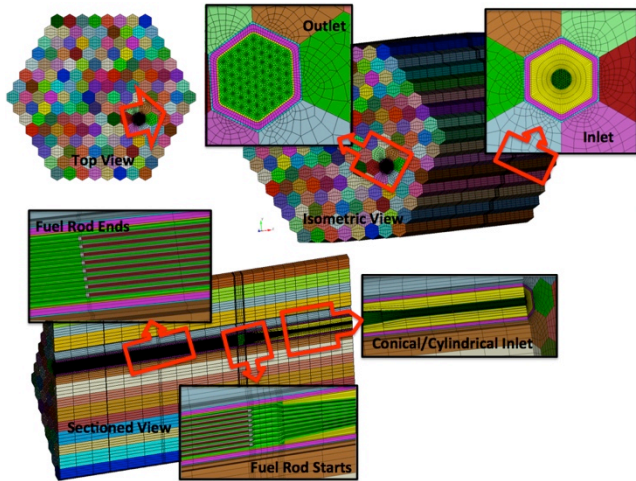 Outlet
Top View
Inlet
Isometric View
Fuel Rod Ends
Conical/Cylindrical Inlet
Sectioned View
Fuel Rod Starts